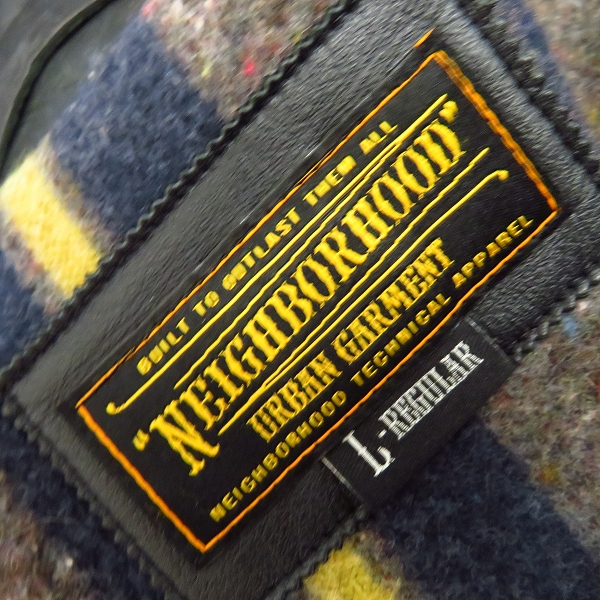 BUILT TO OUTLAST THEM ALL
"NEIGHBORHOOD"
URBAN GARMENT
NEIGHBORHOOD TECHNICAL APPAREL
L-REGULAR